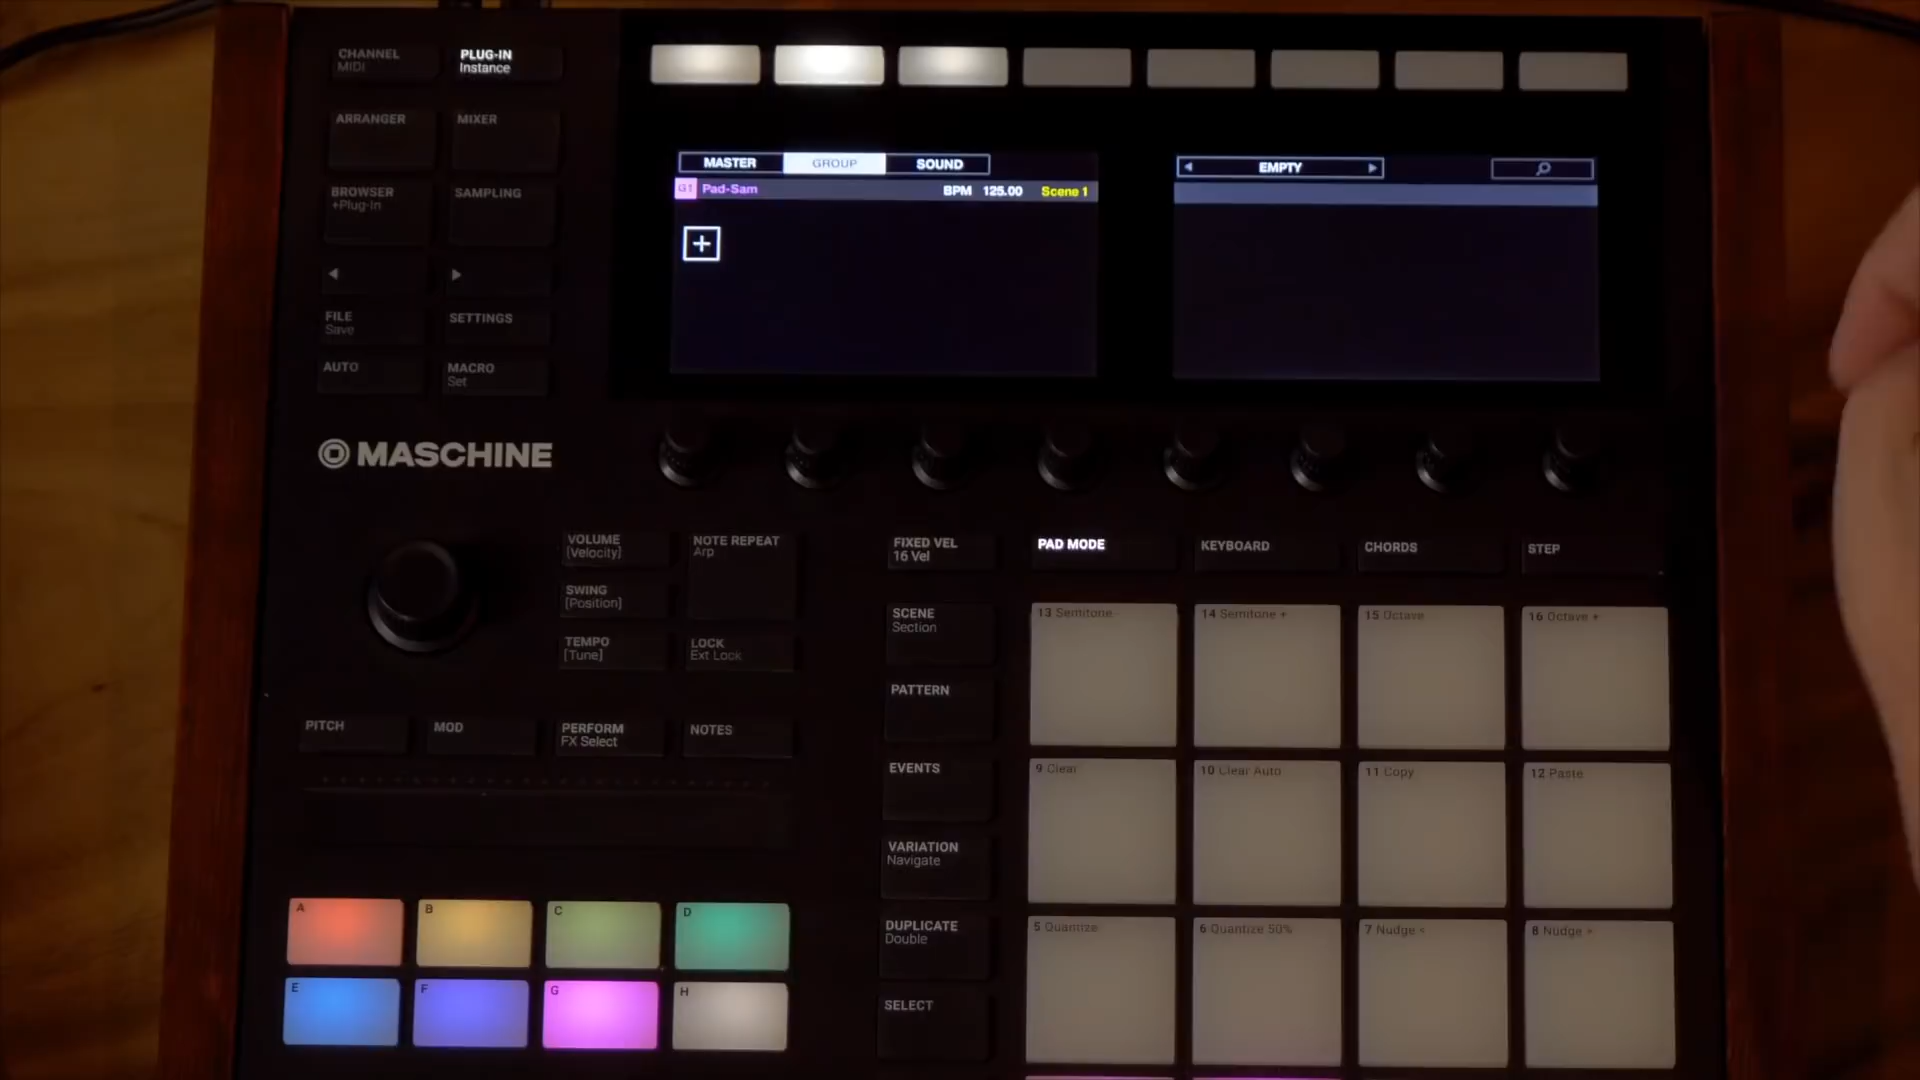 CHANNEL
MIDI
PLUG-IN
Instance
ARRANGER
MIXER
BROWSER
+Plug-In
SAMPLING
FILE
Save
SETTINGS
AUTO
MACRO
Set
MASTER
GROUP
SOUND
G1 Pad-Sam
BPM 125.00 Scene 1
EMPTY
MASCHINE
VOLUME
[Velocity]
NOTE REPEAT
Arp
SWING
[Position]
TEMPO
[Tune]
LOCK
Ext Lock
PITCH
MOD
PERFORM
FX Select
NOTES
A
B
C
D
E
F
G
H
FIXED VEL
16 Vel
PAD MODE
KEYBOARD
CHORDS
STEP
SCENE
Section
PATTERN
EVENTS
VARIATION
Navigate
DUPLICATE
Double
SELECT
13 Semitone -
14 Semitone +
15 Octave -
16 Octave +
9 Clear
10 Clear Auto
11 Copy
12 Paste
5 Quantize
6 Quantize 50%
7 Nudge <
8 Nudge >